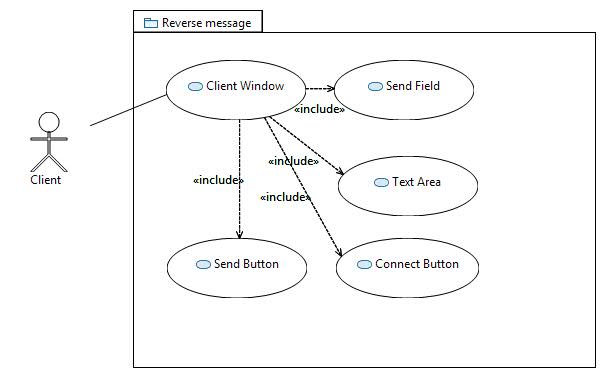 Reverse message
Client Window
Send Field
«include»
Client
«include»
Text Area
«include»
«include»
Send Button
Connect Button